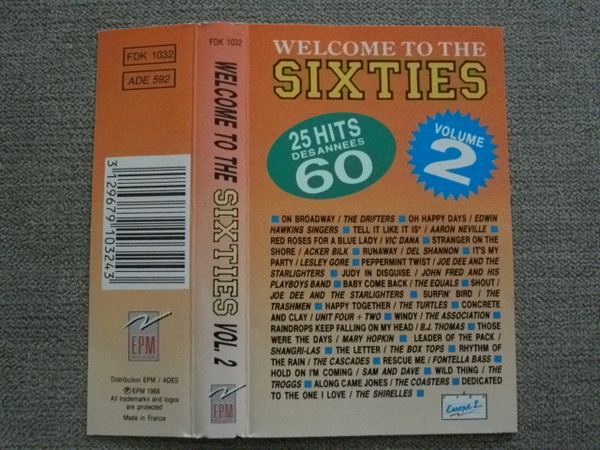 FDK 1032
ADE 592
3 129679 103243
EPM
Distribution EPM / ADES
All trademarks and logos
are protected
Made in France
FDK 1032
WELCOME TO THE SIXTIES VOL. 2
EPM
WELCOME TO THE
SIXTIES
25 HITS
DES ANNEES
60
VOLUME
2
■ ON BROADWAY / THE DRIFTERS ■ OH HAPPY DAYS / EDWIN
HAWKINS SINGERS ■ TELL IT LIKE IT IS* / AARON NEVILLE ■
RED ROSES FOR A BLUE LADY / VIC DANA ■ STRANGER ON THE
SHORE / ACKER BILK ■ RUNAWAY / DEL SHANNON ■ IT'S MY
PARTY / LESLEY GORE ■ PEPPERMINT TWIST / JOE DEE AND THE
STARLIGHTERS ■ JUDY IN DISGUISE / JOHN FRED AND HIS
PLAYBOYS BAND ■ BABY COME BACK / THE EQUALS ■ SHOUT /
JOE DEE AND THE STARLIGHTERS ■ SURFIN' BIRD / THE
TRASHMEN ■ HAPPY TOGETHER / THE TURTLES ■ CONCRETE
AND CLAY / UNIT FOUR + TWO ■ WINDY / THE ASSOCIATION ■
RAINDROPS KEEP FALLING ON MY HEAD / B.J. THOMAS ■ THOSE
WERE THE DAYS / MARY HOPKIN ■ LEADER OF THE PACK /
SHANGRI-LAS ■ THE LETTER / THE BOX TOPS ■ RHYTHM OF
THE RAIN / THE CASCADES ■ RESCUE ME / FONTELLA BASS ■
HOLD ON I'M COMING / SAM AND DAVE ■ WILD THING / THE
TROGGS ■ ALONG CAME JONES / THE COASTERS ■ DEDICATED
TO THE ONE I LOVE / THE SHIRELLES ■
Europe 2